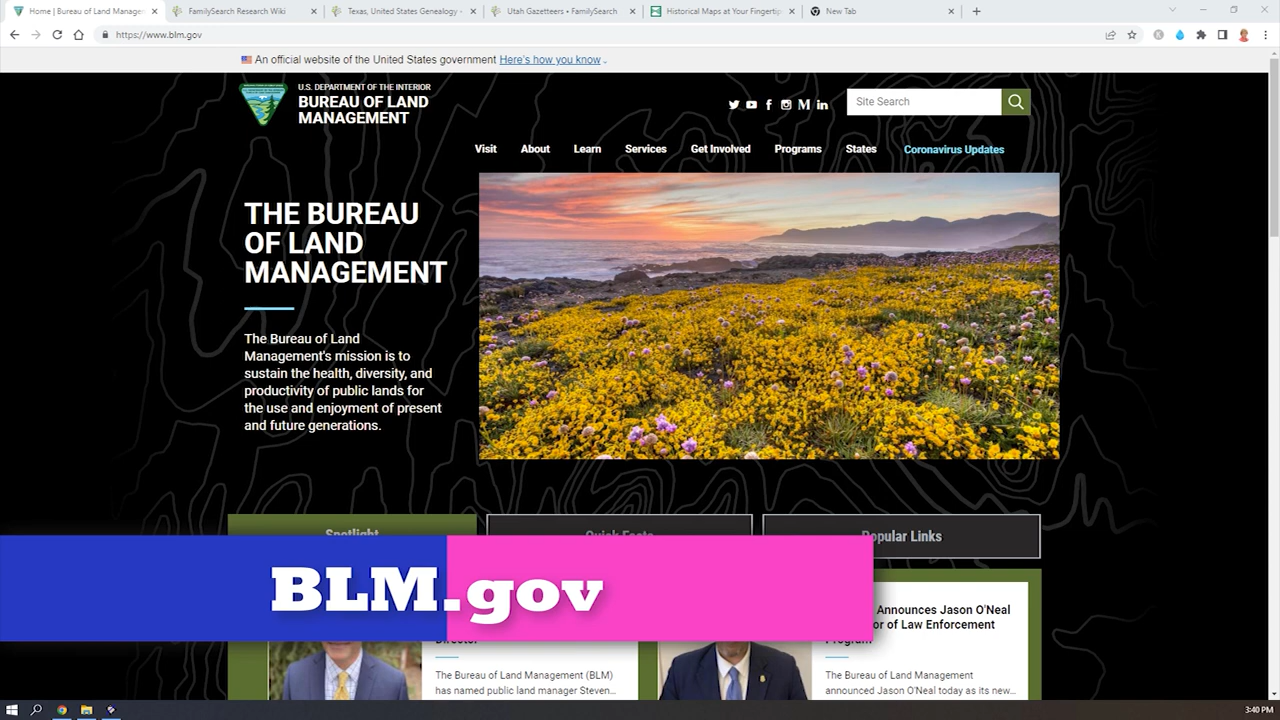 Home | Bureau of Land Managem
FamilySearch Research Wiki
Texas, United States Genealogy •
Utah Gazetteers • FamilySearch
Historical Maps at Your Fingertip
New Tab
https://www.blm.gov
An official website of the United States government Here's how you know
U.S. DEPARTMENT OF THE INTERIOR
BUREAU OF LAND
MANAGEMENT
Site Search
Visit About Learn Services Get Involved Programs States Coronavirus Updates
THE BUREAU
OF LAND
MANAGEMENT
The Bureau of Land
Management's mission is to
sustain the health, diversity, and
productivity of public lands for
the use and enjoyment of present
and future generations.
Spotlight Quick Facts Popular Links
BLM.gov
Announces Jason O'Neal
or of Law Enforcement
Director
Program
The Bureau of Land Management (BLM)
has named public land manager Steven...
The Bureau of Land Management
announced Jason O'Neal today as its new...
3:40 PM